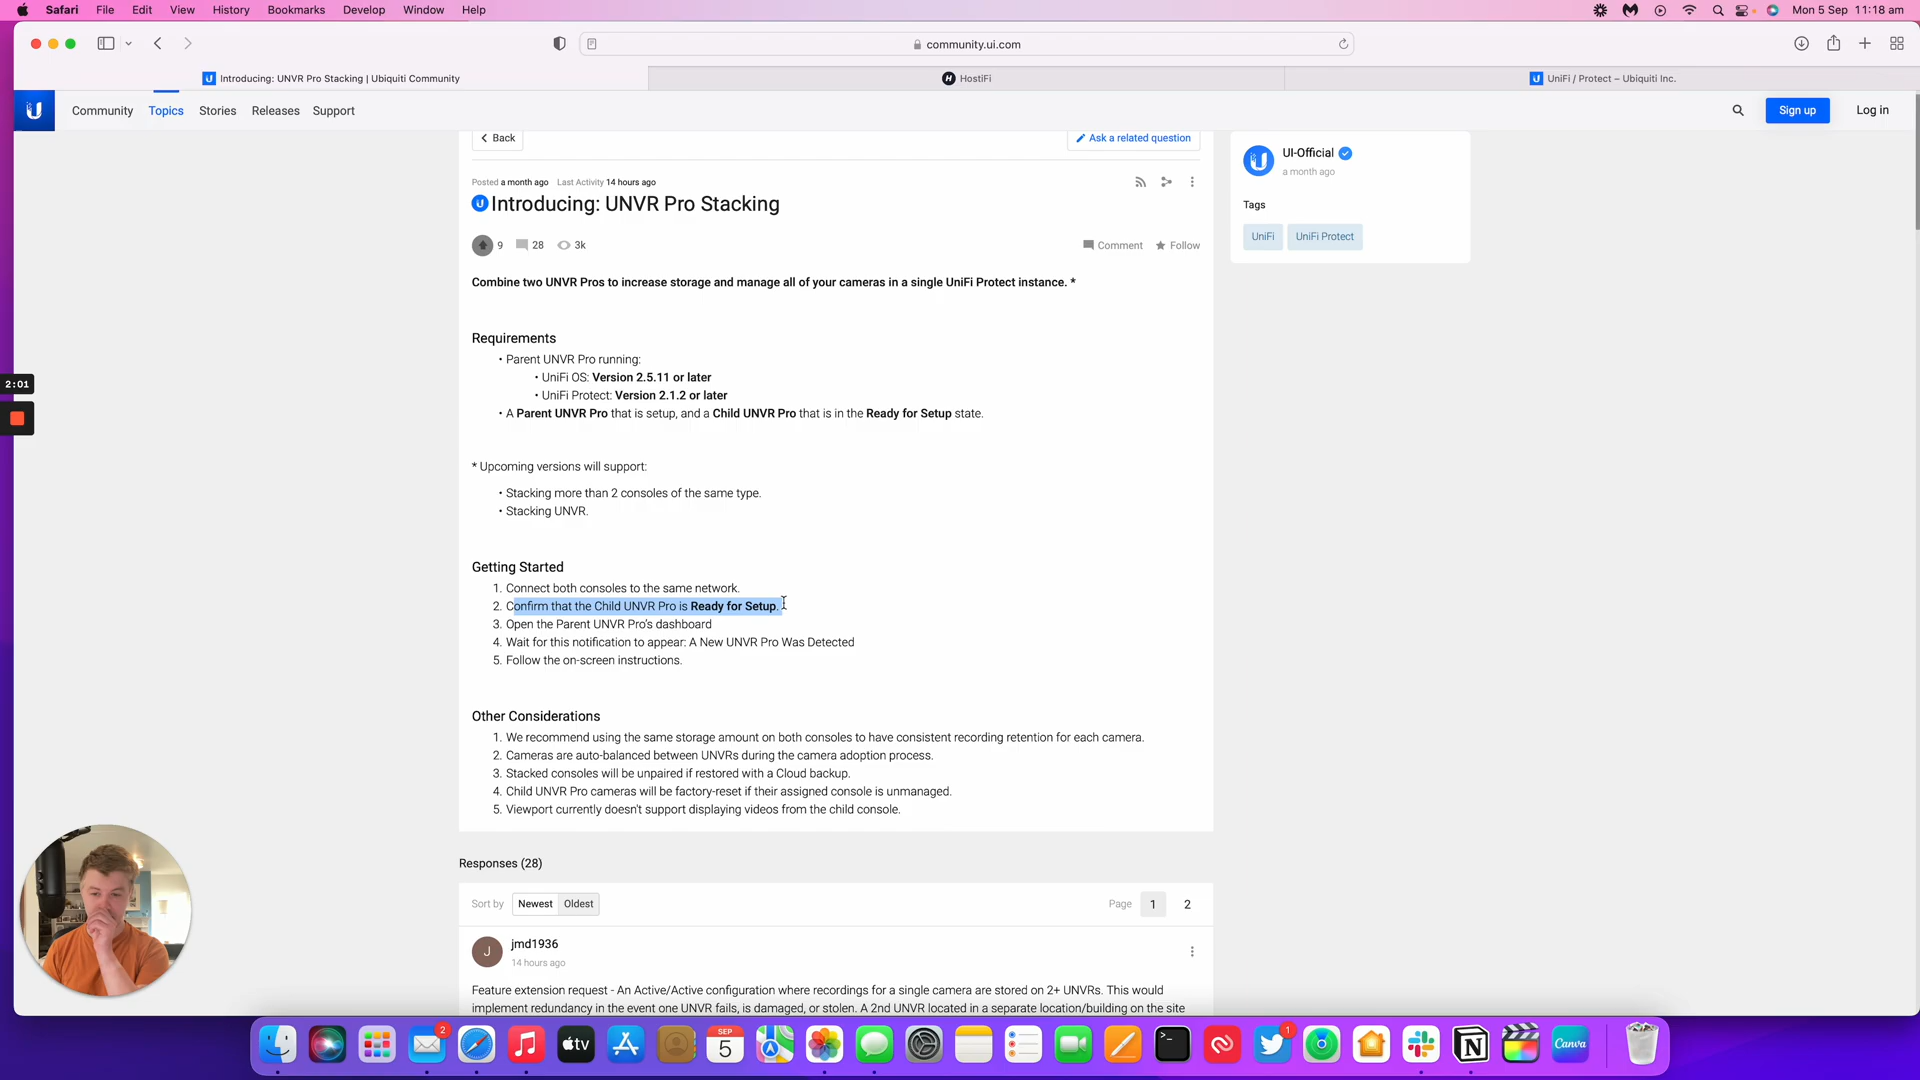 Safari File Edit View History Bookmarks Develop Window Help Mon 5 Sep 11:18 am
community.ui.com
Introducing: UNVR Pro Stacking | Ubiquiti Community
HostiFi
UniFi / Protect – Ubiquiti Inc.
Community Topics Stories Releases Support
Sign up Log in
Back
Ask a related question
Posted a month ago Last Activity 14 hours ago
Introducing: UNVR Pro Stacking
9 28 3k
Comment Follow
Combine two UNVR Pros to increase storage and manage all of your cameras in a single UniFi Protect instance. *
Requirements
• Parent UNVR Pro running:
• UniFi OS: Version 2.5.11 or later
• UniFi Protect: Version 2.1.2 or later
• A Parent UNVR Pro that is setup, and a Child UNVR Pro that is in the Ready for Setup state.
* Upcoming versions will support:
• Stacking more than 2 consoles of the same type.
• Stacking UNVR.
Getting Started
1. Connect both consoles to the same network.
2. Confirm that the Child UNVR Pro is Ready for Setup.
3. Open the Parent UNVR Pro's dashboard
4. Wait for this notification to appear: A New UNVR Pro Was Detected
5. Follow the on-screen instructions.
Other Considerations
1. We recommend using the same storage amount on both consoles to have consistent recording retention for each camera.
2. Cameras are auto-balanced between UNVRs during the camera adoption process.
3. Stacked consoles will be unpaired if restored with a Cloud backup.
4. Child UNVR Pro cameras will be factory-reset if their assigned console is unmanaged.
5. Viewport currently doesn't support displaying videos from the child console.
Responses (28)
Sort by Newest Oldest
Page 1 2
J
jmd1936
14 hours ago
Feature extension request - An Active/Active configuration where recordings for a single camera are stored on 2+ UNVRs. This would
implement redundancy in the event one UNVR fails, is damaged, or stolen. A 2nd UNVR located in a separate location/building on the site
UI-Official
a month ago
Tags
UniFi UniFi Protect
2:01
2
tv
SEP
5
1
Canva